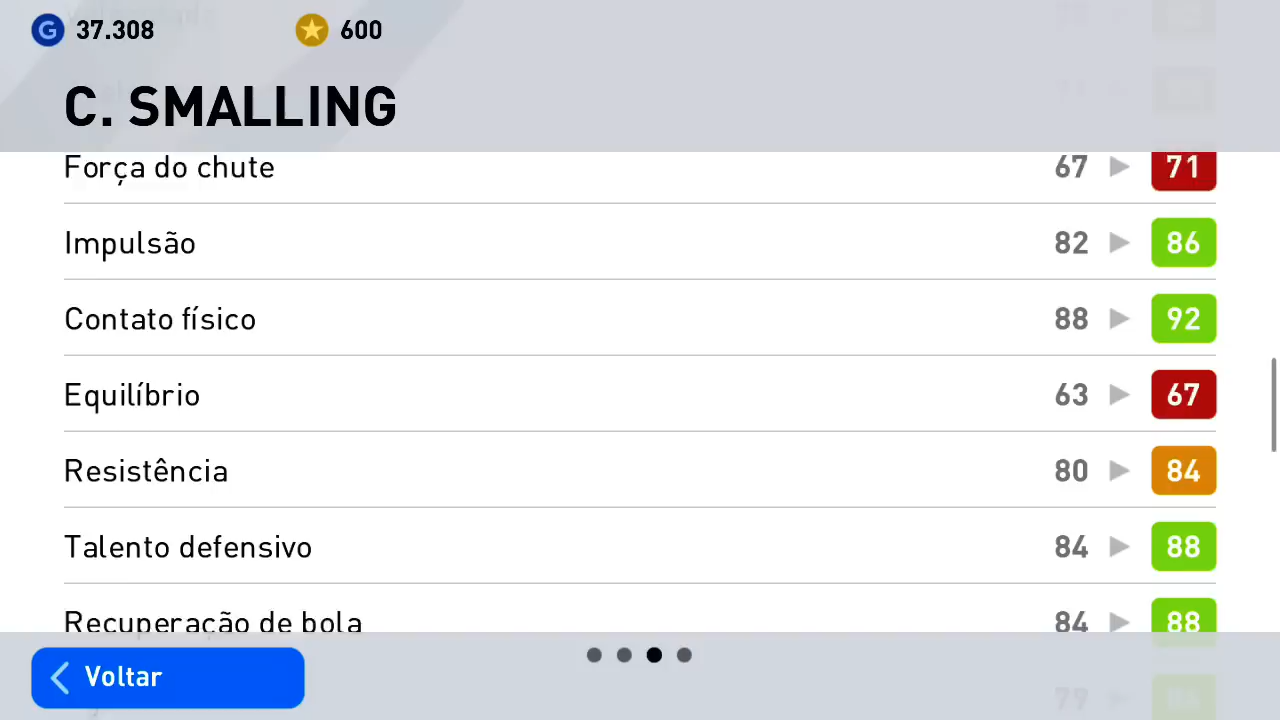 G 37.308 600
C. SMALLING
Força do chute 67 71
Impulsão 82 86
Contato físico 88 92
Equilíbrio 63 67
Resistência 80 84
Talento defensivo 84 88
Recuperação de bola 84 88
79
Voltar